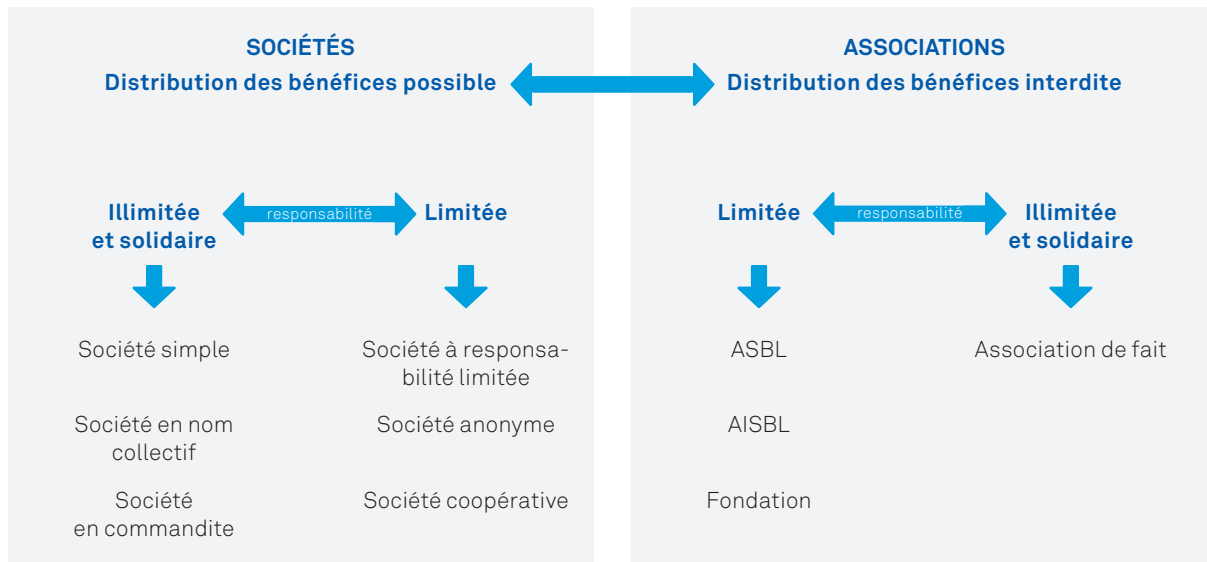 SOCIÉTÉS
Distribution des bénéfices possible
Illimitée
et solidaire
responsabilité
Limitée
Société simple
Société en nom
collectif
Société
en commandite
Société à responsa-
bilité limitée
Société anonyme
Société coopérative
ASSOCIATIONS
Distribution des bénéfices interdite
Limitée
responsabilité
Illimitée
et solidaire
ASBL
AISBL
Fondation
Association de fait